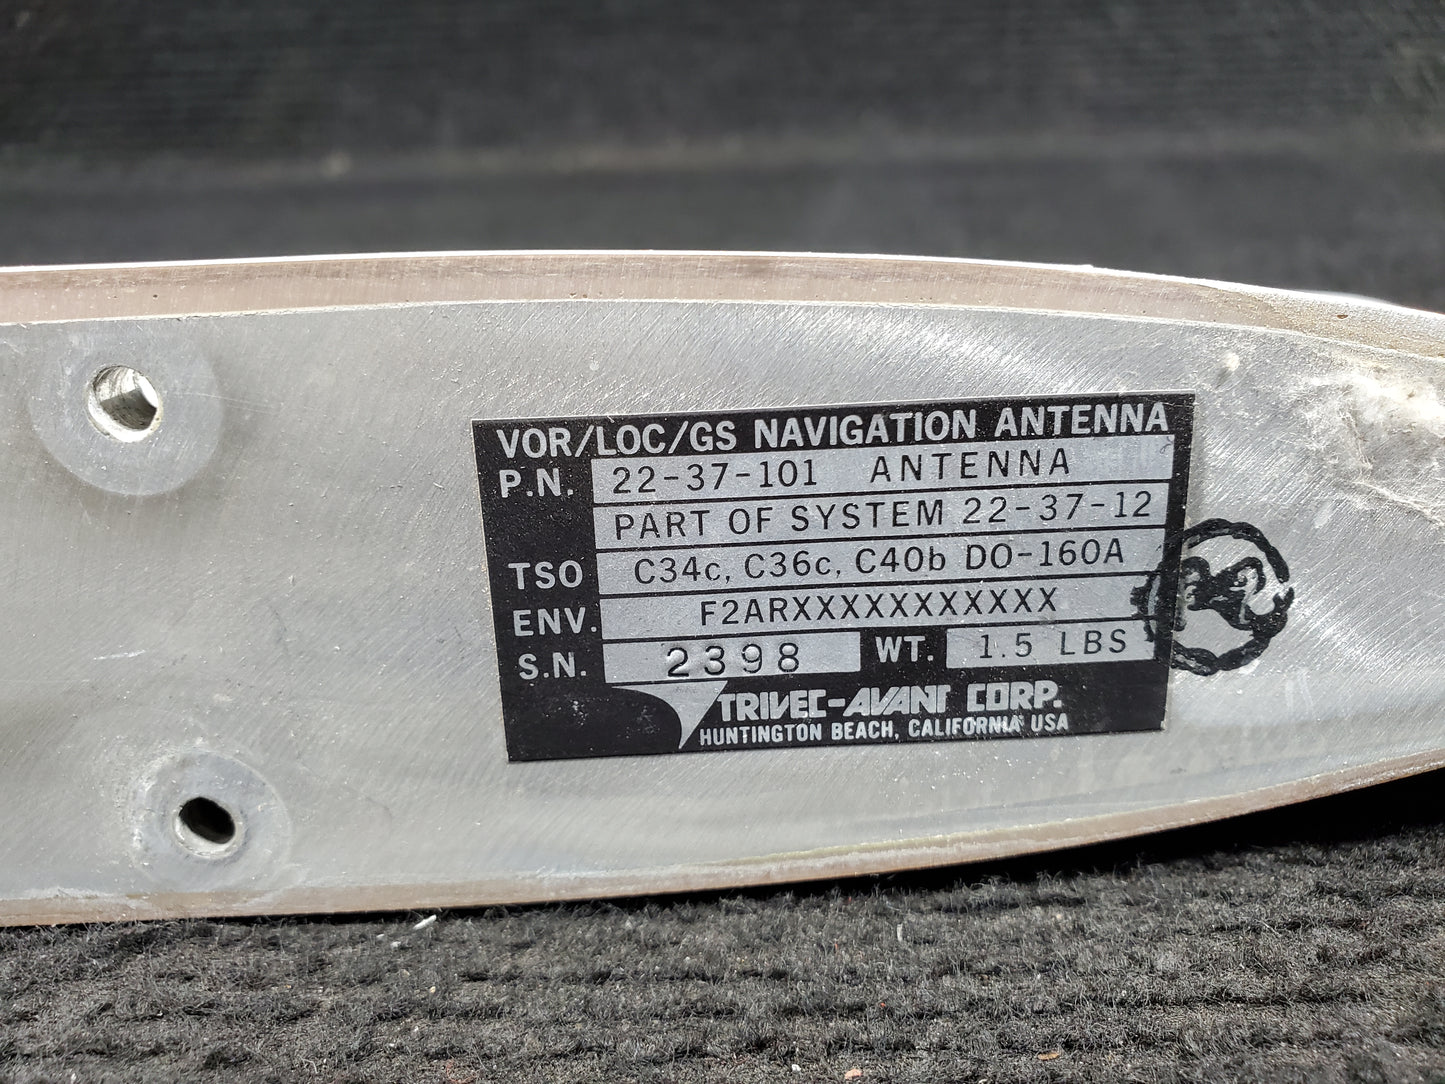 VOR/LOC/GS NAVIGATION ANTENNA
P.N. 22-37-101 ANTENNA
PART OF SYSTEM 22-37-12
TSO C34c, C36c, C40b DO-160A
ENV. F2ARXXXXXXXXXXX
S.N. 2398 WT. 1.5 LBS
TRIVEC-AVANT CORP.
HUNTINGTON BEACH, CALIFORNIA USA